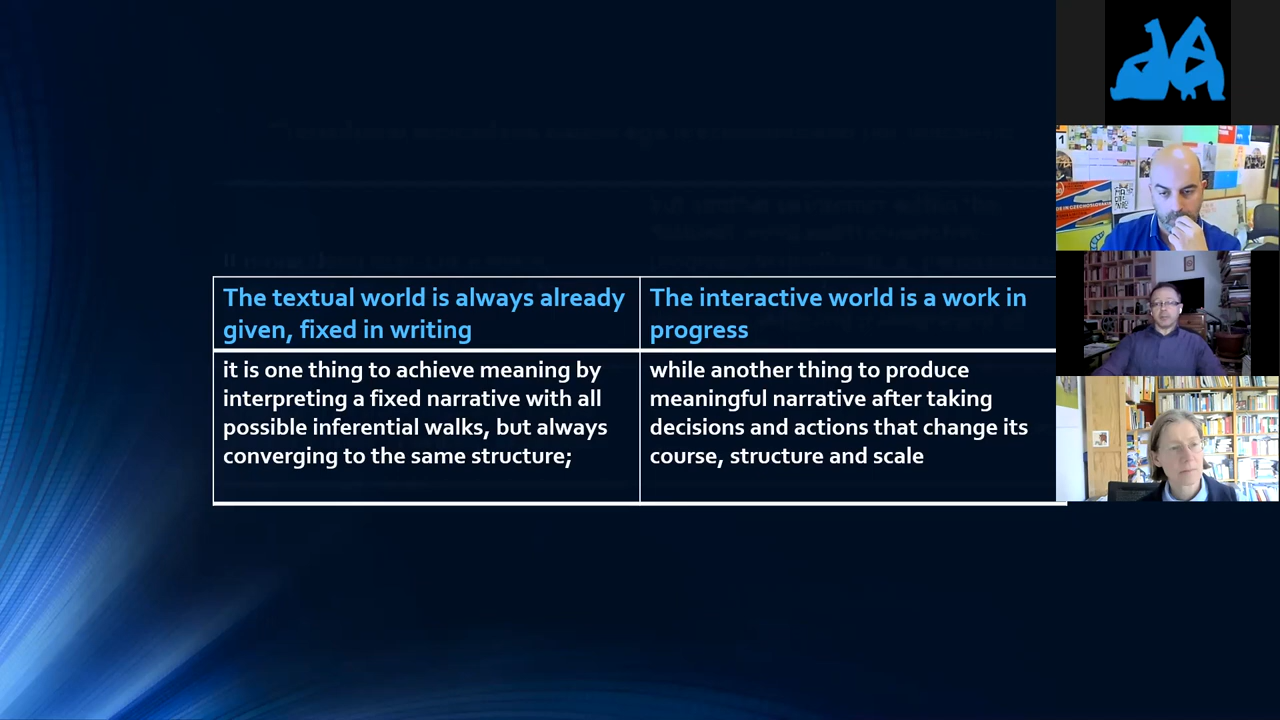 The textual world is always already
given, fixed in writing
The interactive world is a work in
progress
it is one thing to achieve meaning by
interpreting a fixed narrative with all
possible inferential walks, but always
converging to the same structure;
while another thing to produce
meaningful narrative after taking
decisions and actions that change its
course, structure and scale